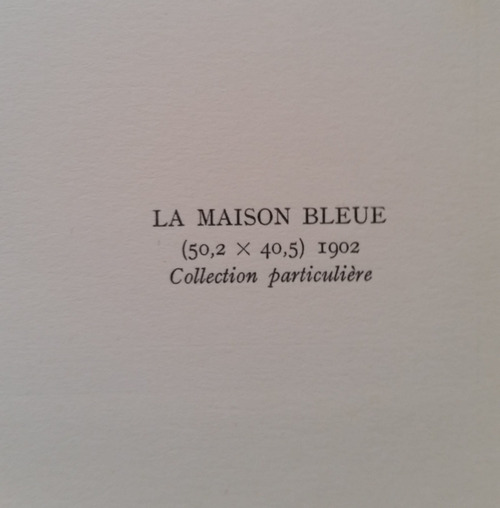 LA MAISON BLEUE
(50,2 × 40,5) 1902
Collection particulière